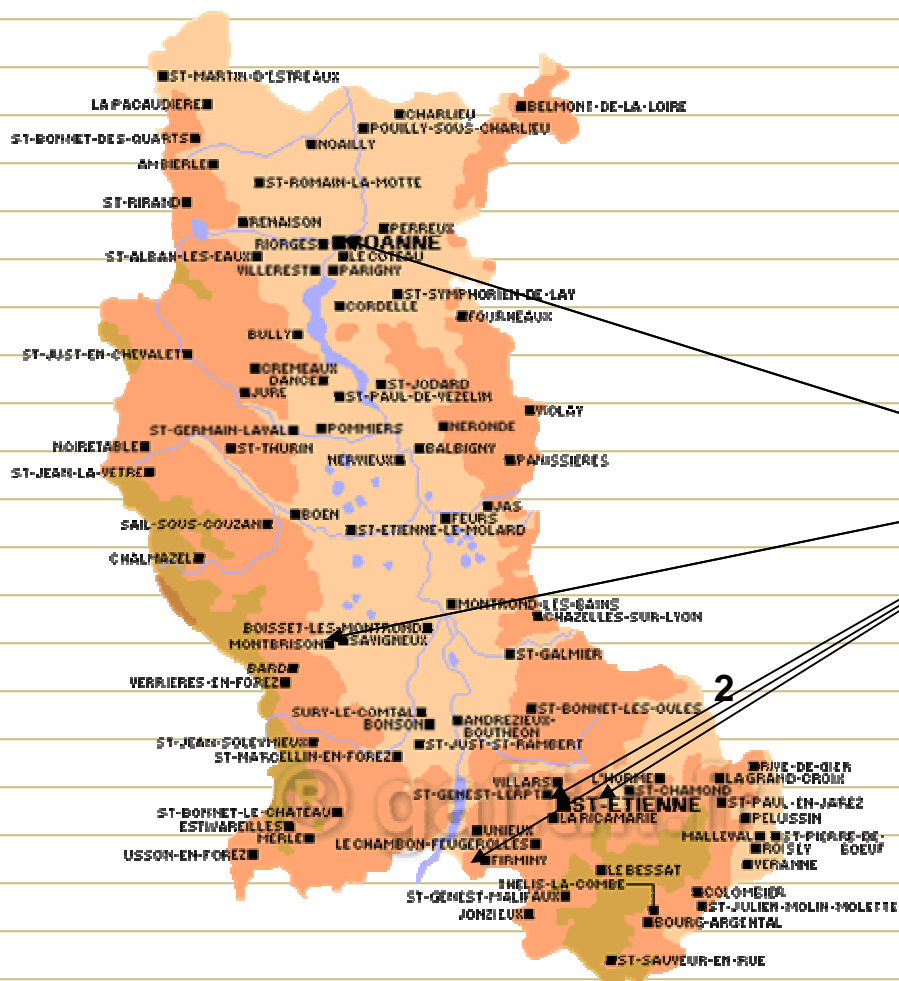 ST-MARTIN-D'ESTREAUX
LA PACAUDIERE
BELMONT-DE-LA-LOIRE
CHARLIEU
POUILLY-SOUS-CHARLIEU
ST-BONNET-DES-QUARTS
NOAILLY
AMBIERLE
ST-ROMAIN-LA-MOTTE
ST-RIRAND
RENAISON
PERREUX
RIORGES
ROANNE
ST-ALBAN-LES-EAUX
LE COTEAU
VILLEREST
PARIGNY
ST-SYMPHORIEN-DE-LAY
CORDELLE
FOURNEAUX
BULLY
ST-JUST-EN-CHEVALET
CREMEAUX
DANCE
ST-JODARD
JURE
ST-PAUL-DE-VEZELIN
VIOLAY
ST-GERMAIN-LAVAL
POMMIERS
NERONDE
NOIRETABLE
ST-THURIN
BALBIGNY
NERVIEUX
PANISSIERES
ST-JEAN-LA-VETRE
JAS
BOEN
FEURS
SAIL-SOUS-COUZAN
ST-ETIENNE-LE-MOLARD
CHALMAZEL
MONTROND-LES-BAINS
CHAZELLES-SUR-LYON
BOISSET-LES-MONTROND
MONTBRISON
SAVIGNEUX
ST-GALMIER
BARD
VERRIERES-EN-FOREZ
2
ST-BONNET-LES-OULES
SURY-LE-COMTAL
BONSON
ANDREZIEUX-
BOUTHEON
ST-JEAN-SOLEYMIEUX
ST-JUST-ST-RAMBERT
ST-MARCELLIN-EN-FOREZ
RIVE-DE-GIER
VILLARS
L'HORME
LA GRAND-CROIX
ST-GENEST-LERPT
ST-CHAMOND
ST-ETIENNE
ST-PAUL-EN-JAREZ
ST-BONNET-LE-CHATEAU
LA RICAMARIE
PELUSSIN
ESTIVAREILLES
UNIEUX
MERLE
LE CHAMBON-FEUGEROLLES
MALLEVAL
ST-PIERRE-DE-
BOEUF
ROISEY
USSON-EN-FOREZ
FIRMINY
VERANNE
LE BESSAT
THELIS-LA-COMBE
ST-GENEST-MALIFAUX
COLOMBIER
ST-JULIEN-MOLIN-MOLETTE
JONZIEUX
BOURG-ARGENTAL
ST-SAUVEUR-EN-RUE